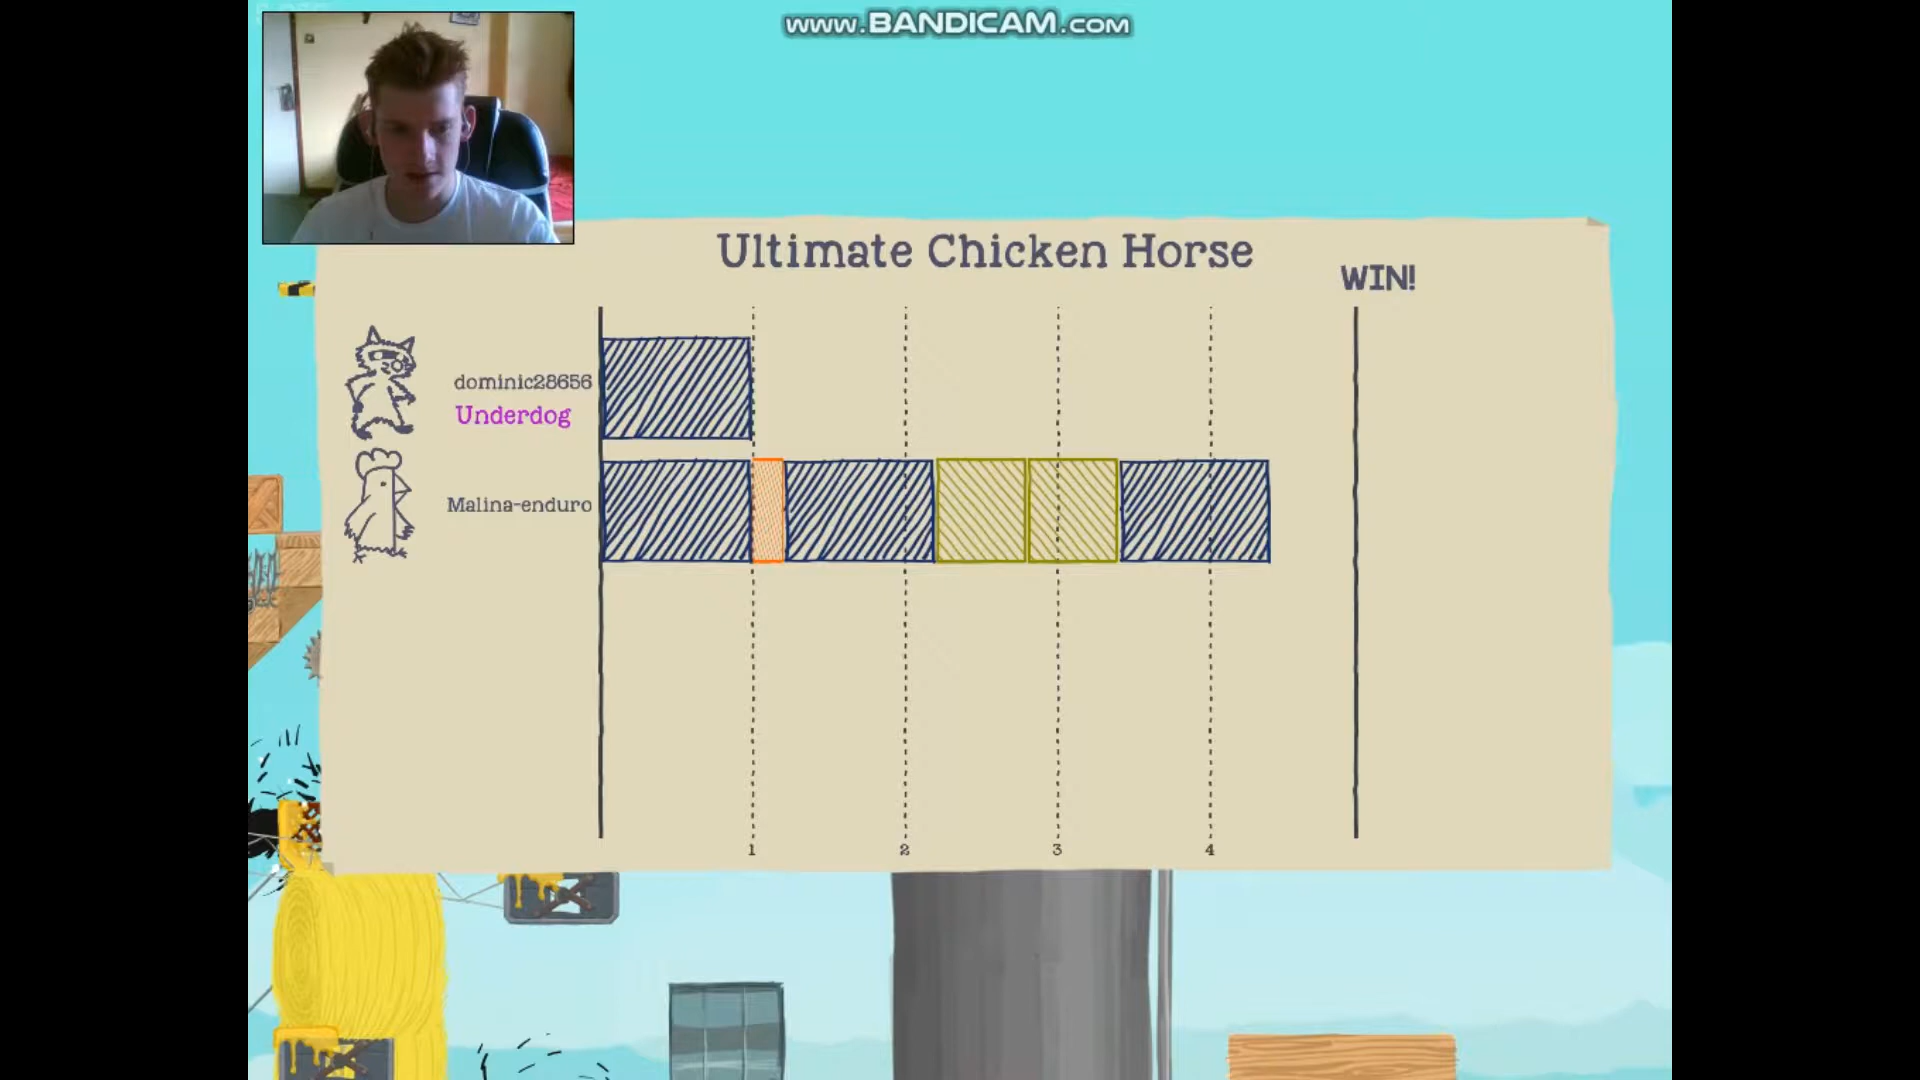 www.BANDICAM.com
Ultimate Chicken Horse
WIN!
dominic28656
Underdog
Malina-enduro
1 2 3 4